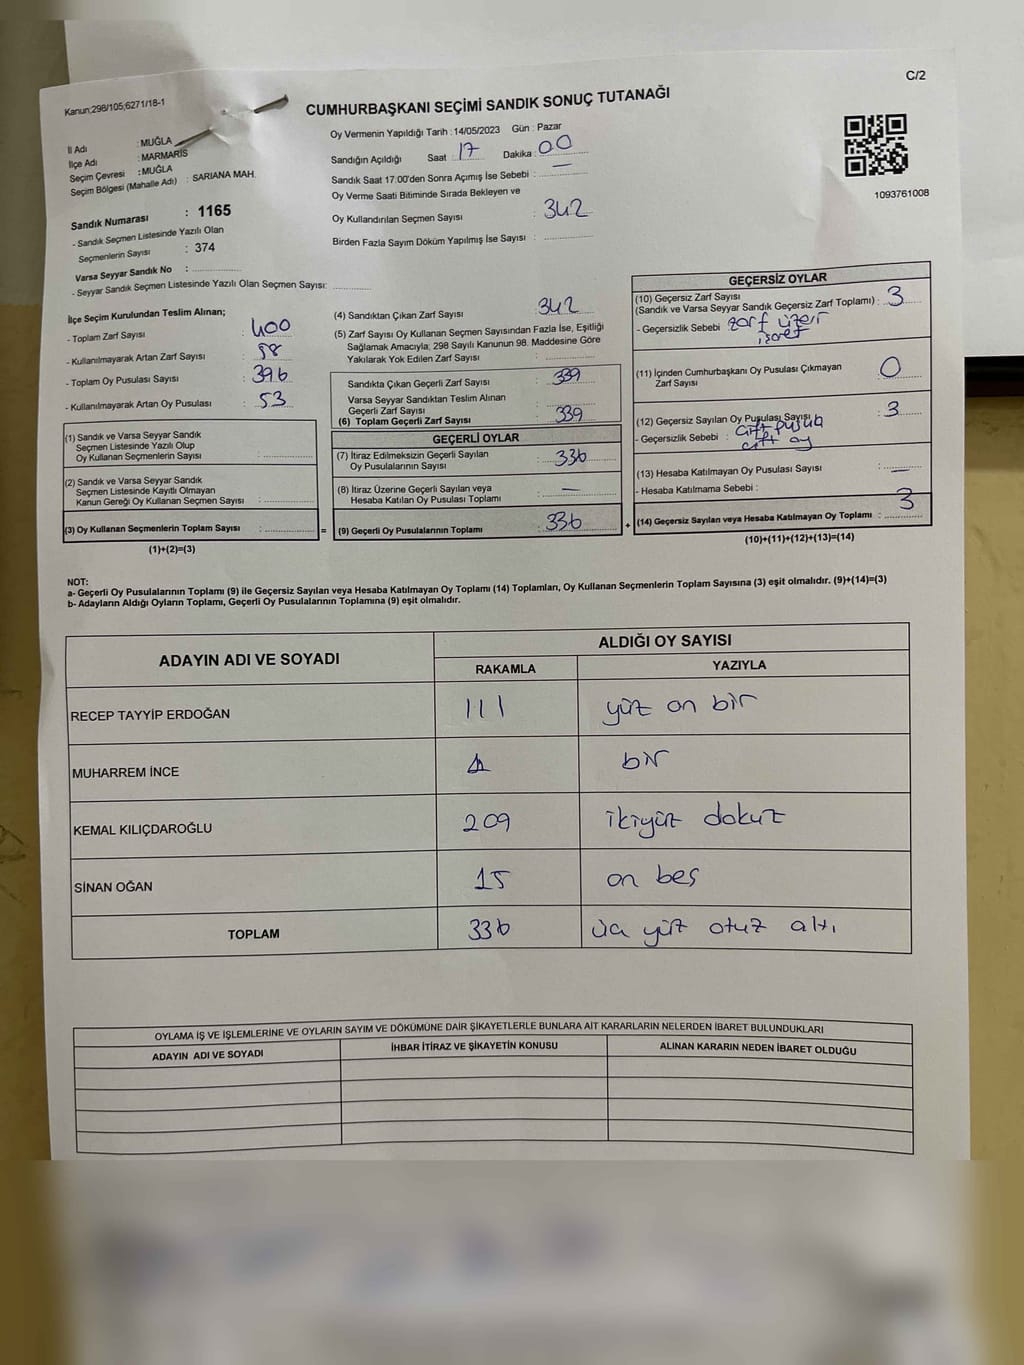 C/2
Kanun;298/105;6271/18-1
CUMHURBAŞKANI SEÇİMİ SANDIK SONUÇ TUTANAĞI
İl Adı : MUĞLA
İlçe Adı : MARMARİS
Seçim Çevresi : MUĞLA
Seçim Bölgesi (Mahalle Adı) : SARIANA MAH.
Sandık Numarası : 1165
- Sandık Seçmen Listesinde Yazılı Olan
Seçmenlerin Sayısı : 374
Varsa Seyyar Sandık No :
- Seyyar Sandık Seçmen Listesinde Yazılı Olan Seçmen Sayısı:
Oy Vermenin Yapıldığı Tarih : 14/05/2023 Gün : Pazar
Sandığın Açıldığı Saat : 17 Dakika : 00
Sandık Saat 17.00'den Sonra Açımış İse Sebebi : —
Oy Verme Saati Bitiminde Sırada Bekleyen ve
Oy Kullandırılan Seçmen Sayısı : 342
Birden Fazla Sayım Döküm Yapılmış İse Sayısı :
1093761008
İlçe Seçim Kurulundan Teslim Alınan;
- Toplam Zarf Sayısı : 400
- Kullanılmayarak Artan Zarf Sayısı : 58
- Toplam Oy Pusulası Sayısı : 396
- Kullanılmayarak Artan Oy Pusulası : 53
(1) Sandık ve Varsa Seyyar Sandık
Seçmen Listesinde Yazılı Olup
Oy Kullanan Seçmenlerin Sayısı :
(2) Sandık ve Varsa Seyyar Sandık
Seçmen Listesinde Kayıtlı Olmayan
Kanun Gereği Oy Kullanan Seçmen Sayısı :
(3) Oy Kullanan Seçmenlerin Toplam Sayısı : =
(1)+(2)=(3)
(4) Sandıktan Çıkan Zarf Sayısı : 342
(5) Zarf Sayısı Oy Kullanan Seçmen Sayısından Fazla İse, Eşitliği
Sağlamak Amacıyla; 298 Sayılı Kanunun 98. Maddesine Göre
Yakılarak Yok Edilen Zarf Sayısı :
Sandıkta Çıkan Geçerli Zarf Sayısı : 339
Varsa Seyyar Sandıktan Teslim Alınan
Geçerli Zarf Sayısı
(6) Toplam Geçerli Zarf Sayısı : 339
GEÇERLİ OYLAR
(7) İtiraz Edilmeksizin Geçerli Sayılan
Oy Pusulalarının Sayısı : 336
(8) İtiraz Üzerine Geçerli Sayılan veya
Hesaba Katılan Oy Pusulası Toplamı : —
(9) Geçerli Oy Pusulalarının Toplamı : 336 +
GEÇERSİZ OYLAR
(10) Geçersiz Zarf Sayısı
(Sandık ve Varsa Seyyar Sandık Geçersiz Zarf Toplamı) : 3
- Geçersizlik Sebebi : zarf üzeri
işaret
(11) İçinden Cumhurbaşkanı Oy Pusulası Çıkmayan
Zarf Sayısı : 0
(12) Geçersiz Sayılan Oy Pusulası Sayısı : 3
- Geçersizlik Sebebi : çift pusula
çift oy
(13) Hesaba Katılmayan Oy Pusulası Sayısı : —
- Hesaba Katılmama Sebebi :
(14) Geçersiz Sayılan veya Hesaba Katılmayan Oy Toplamı : 3
(10)+(11)+(12)+(13)=(14)
NOT:
a- Geçerli Oy Pusulalarının Toplamı (9) ile Geçersiz Sayılan veya Hesaba Katılmayan Oy Toplamı (14) Toplamları, Oy Kullanan Seçmenlerin Toplam Sayısına (3) eşit olmalıdır. (9)+(14)=(3)
b- Adayların Aldığı Oyların Toplamı, Geçerli Oy Pusulalarının Toplamına (9) eşit olmalıdır.
ADAYIN ADI VE SOYADI ALDIĞI OY SAYISI
RAKAMLA YAZIYLA
RECEP TAYYİP ERDOĞAN 111 yüz on bir
MUHARREM İNCE 1 bir
KEMAL KILIÇDAROĞLU 209 ikiyüz dokuz
SİNAN OĞAN 15 on beş
TOPLAM 336 üç yüz otuz altı
OYLAMA İŞ VE İŞLEMLERİNE VE OYLARIN SAYIM VE DÖKÜMÜNE DAİR ŞİKAYETLERLE BUNLARA AİT KARARLARIN NELERDEN İBARET BULUNDUKLARI
ADAYIN ADI VE SOYADI İHBAR İTİRAZ VE ŞİKAYETİN KONUSU ALINAN KARARIN NEDEN İBARET OLDUĞU